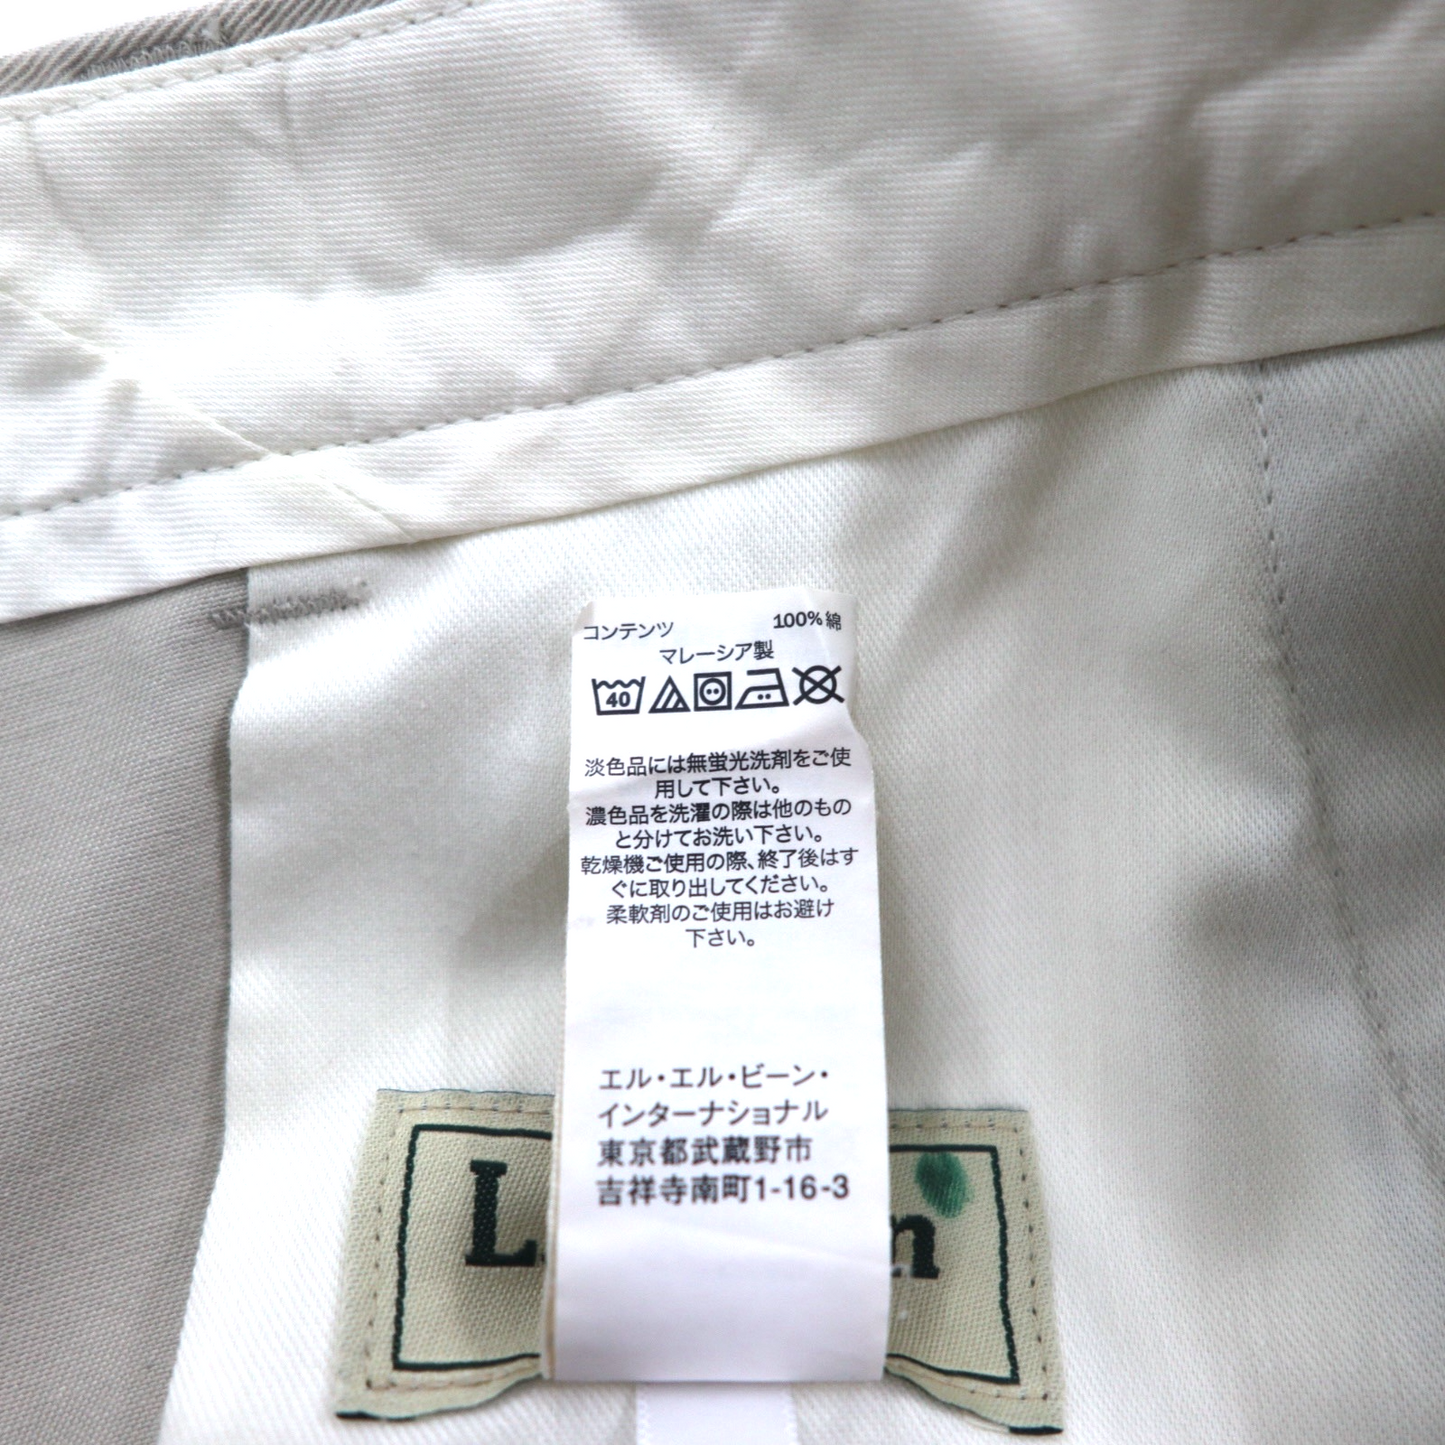 コンテンツ 100% 綿
マレーシア製
40
淡色品には無蛍光洗剤をご使
用して下さい。
濃色品を洗濯の際は他のもの
と分けてお洗い下さい。
乾燥機ご使用の際、終了後はす
ぐに取り出してください。
柔軟剤のご使用はお避け
下さい。
エル・エル・ビーン・
インターナショナル
東京都武蔵野市
吉祥寺南町1-16-3